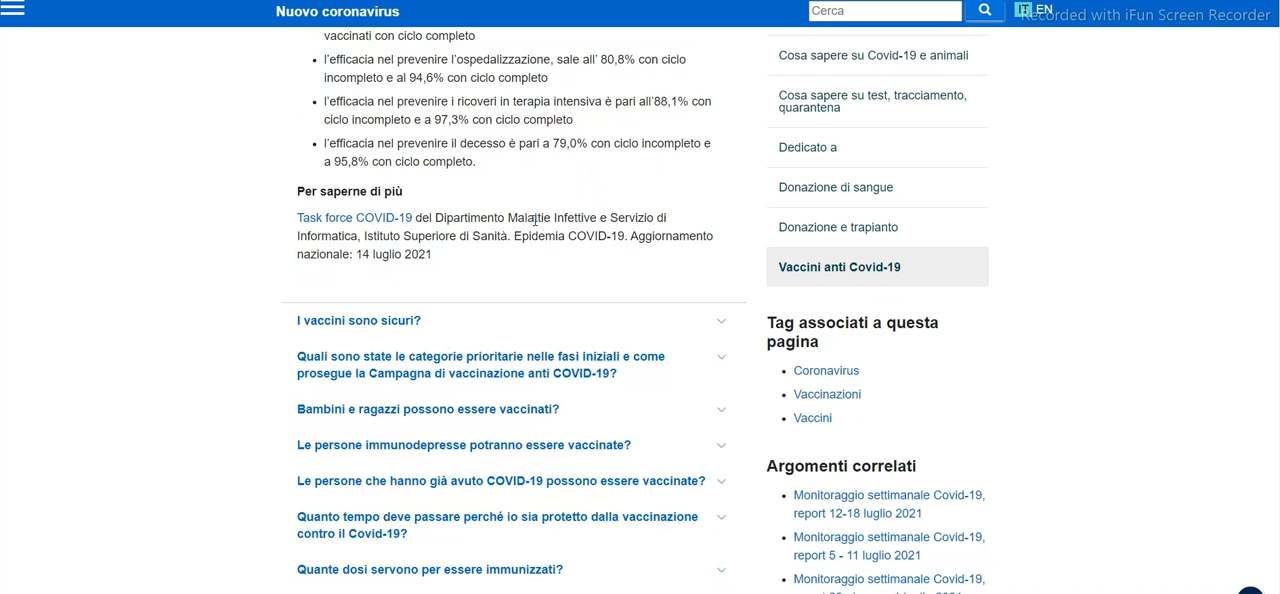 Nuovo coronavirus
Cerca
IT EN
Recorded with iFun Screen Recorder
vaccinati con ciclo completo
l'efficacia nel prevenire l'ospedalizzazione, sale all' 80,8% con ciclo
incompleto e al 94,6% con ciclo completo
l'efficacia nel prevenire i ricoveri in terapia intensiva è pari all'88,1% con
ciclo incompleto e a 97,3% con ciclo completo
l'efficacia nel prevenire il decesso è pari a 79,0% con ciclo incompleto e
a 95,8% con ciclo completo.
Per saperne di più
Task force COVID-19 del Dipartimento Malattie Infettive e Servizio di
Informatica, Istituto Superiore di Sanità. Epidemia COVID-19. Aggiornamento
nazionale: 14 luglio 2021
I vaccini sono sicuri?
Quali sono state le categorie prioritarie nelle fasi iniziali e come
prosegue la Campagna di vaccinazione anti COVID-19?
Bambini e ragazzi possono essere vaccinati?
Le persone immunodepresse potranno essere vaccinate?
Le persone che hanno già avuto COVID-19 possono essere vaccinate?
Quanto tempo deve passare perché io sia protetto dalla vaccinazione
contro il Covid-19?
Quante dosi servono per essere immunizzati?
Cosa sapere su Covid-19 e animali
Cosa sapere su test, tracciamento,
quarantena
Dedicato a
Donazione di sangue
Donazione e trapianto
Vaccini anti Covid-19
Tag associati a questa
pagina
Coronavirus
Vaccinazioni
Vaccini
Argomenti correlati
Monitoraggio settimanale Covid-19,
report 12-18 luglio 2021
Monitoraggio settimanale Covid-19,
report 5 - 11 luglio 2021
Monitoraggio settimanale Covid-19,